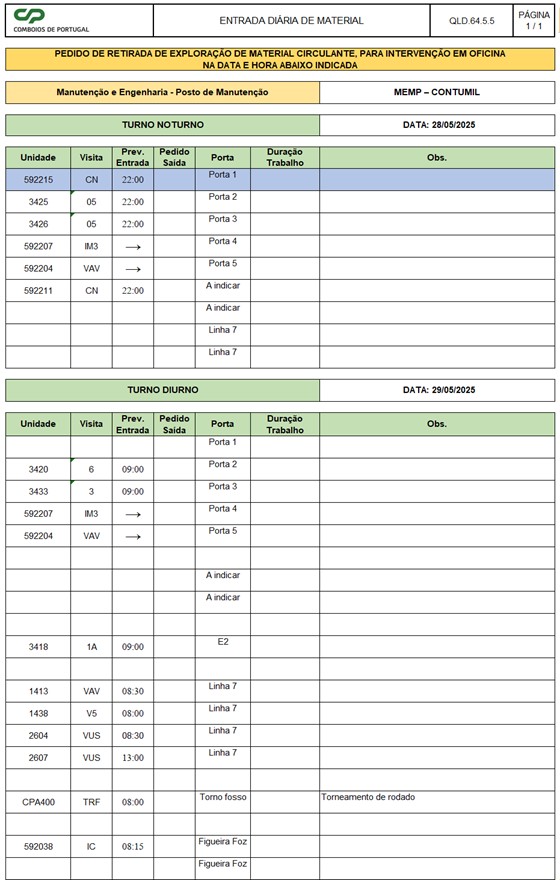 CP
COMBOIOS DE PORTUGAL
ENTRADA DIÁRIA DE MATERIAL
QLD.64.5.5
PÁGINA
1 / 1
PEDIDO DE RETIRADA DE EXPLORAÇÃO DE MATERIAL CIRCULANTE, PARA INTERVENÇÃO EM OFICINA
NA DATA E HORA ABAIXO INDICADA
Manutenção e Engenharia - Posto de Manutenção MEMP – CONTUMIL
TURNO NOTURNO DATA: 28/05/2025
Unidade Visita Prev. Entrada Pedido Saída Porta Duração Trabalho Obs.
592215 CN 22:00 Porta 1
3425 05 22:00 Porta 2
3426 05 22:00 Porta 3
592207 IM3 → Porta 4
592204 VAV → Porta 5
592211 CN 22:00 A indicar
A indicar
Linha 7
Linha 7
TURNO DIURNO DATA: 29/05/2025
Unidade Visita Prev. Entrada Pedido Saída Porta Duração Trabalho Obs.
Porta 1
3420 6 09:00 Porta 2
3433 3 09:00 Porta 3
592207 IM3 → Porta 4
592204 VAV → Porta 5
A indicar
A indicar
3418 1A 09:00 E2
1413 VAV 08:30 Linha 7
1438 V5 08:00 Linha 7
2604 VUS 08:30 Linha 7
2607 VUS 13:00 Linha 7
CPA400 TRF 08:00 Torno fosso Torneamento de rodado
592038 IC 08:15 Figueira Foz
Figueira Foz